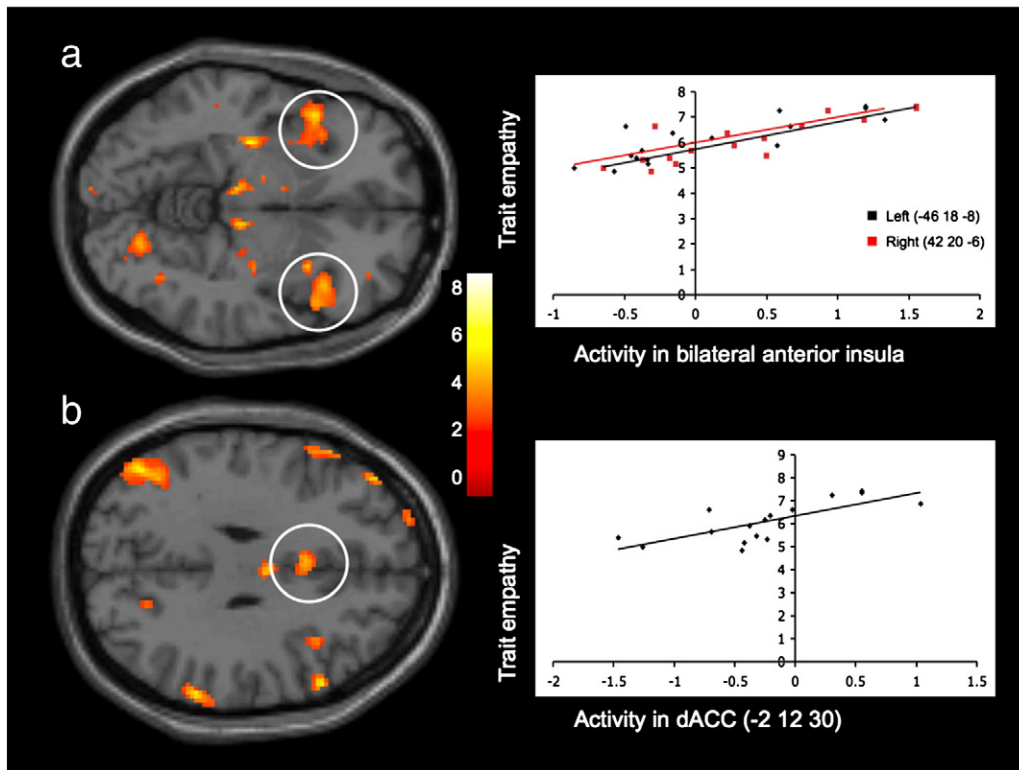 a
8
7
6
5
4
3
2
1
0
-1 -0.5 0 0.5 1 1.5 2
Trait empathy
Left (-46 18 -8)
Right (42 20 -6)
Activity in bilateral anterior insula
8
6
4
2
0
b
9
8
7
6
5
4
3
2
1
0
-1.5 -1 -0.5 0 0.5 1 1.5
Trait empathy
Activity in dACC (-2 12 30)